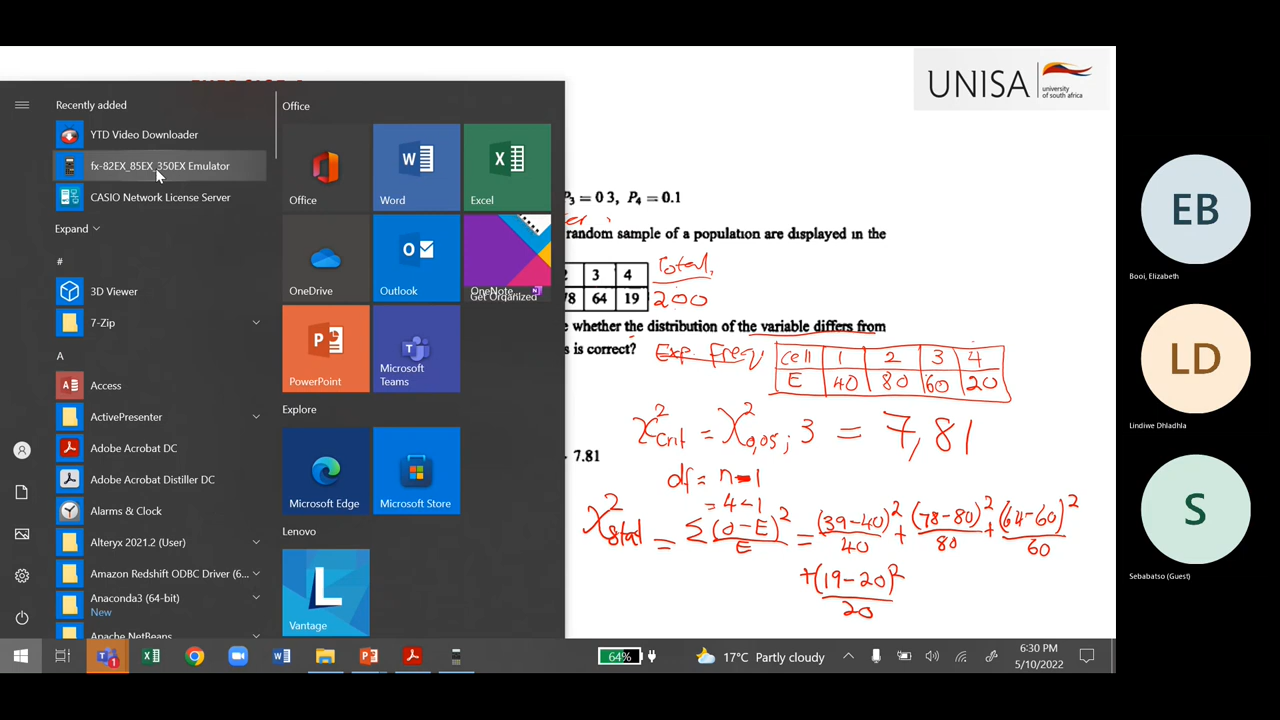 UNISA
university
of south africa
Recently added
YTD Video Downloader
fx-82EX_85EX_350EX Emulator
CASIO Network License Server
Expand
#
3D Viewer
7-Zip
A
Access
ActivePresenter
Adobe Acrobat DC
Adobe Acrobat Distiller DC
Alarms & Clock
Alteryx 2021.2 (User)
Amazon Redshift ODBC Driver (6...
Anaconda3 (64-bit)
New
Apache NetBeans
Office
Office
Word
Excel
OneDrive
Outlook
OneNote
Get Organized
PowerPoint
Microsoft Teams
Explore
Microsoft Edge
Microsoft Store
Lenovo
Vantage
P₃ = 0 3, P₄ = 0.1
random sample of a population are displayed in the
3 4 Total
8 64 19 200
e whether the distribution of the variable differs from
s is correct?
Exp. Freq
cell 1 2 3 4
E 40 80 60 20
χ²crit = χ²0,05; 3 = 7,81
7.81
df = n-1
= 4-1
χ²stat = Σ(O-E)²/E = (39-40)²/40 + (78-80)²/80 + (64-60)²/60
+ (19-20)²/20
EB
Booi, Elizabeth
LD
Lindiwe Dhladhla
S
Sebabatso (Guest)
64%
17°C Partly cloudy
6:30 PM
5/10/2022